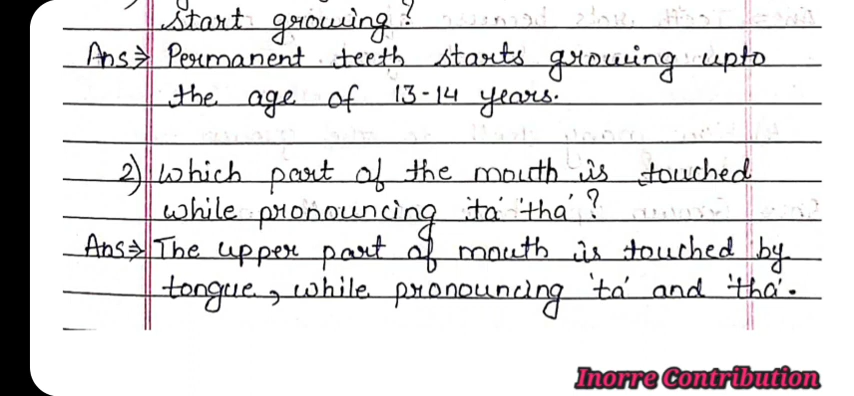 start growing?
Ans⇒ Permanent teeth starts growing upto
the age of 13-14 years.
2) Which part of the mouth is touched
while pronouncing 'ta' 'tha' ?
Ans⇒ The upper part of mouth is touched by
tongue, while pronouncing 'ta' and 'tha'.
Inorre Contribution